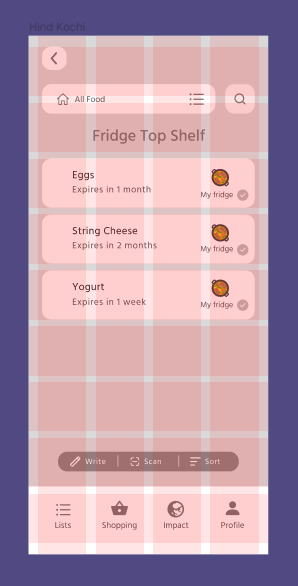 Hind Kochi
All Food
Fridge Top Shelf
Eggs
Expires in 1 month
My fridge
String Cheese
Expires in 2 months
My fridge
Yogurt
Expires in 1 week
My fridge
Write | Scan | Sort
Lists Shopping Impact Profile